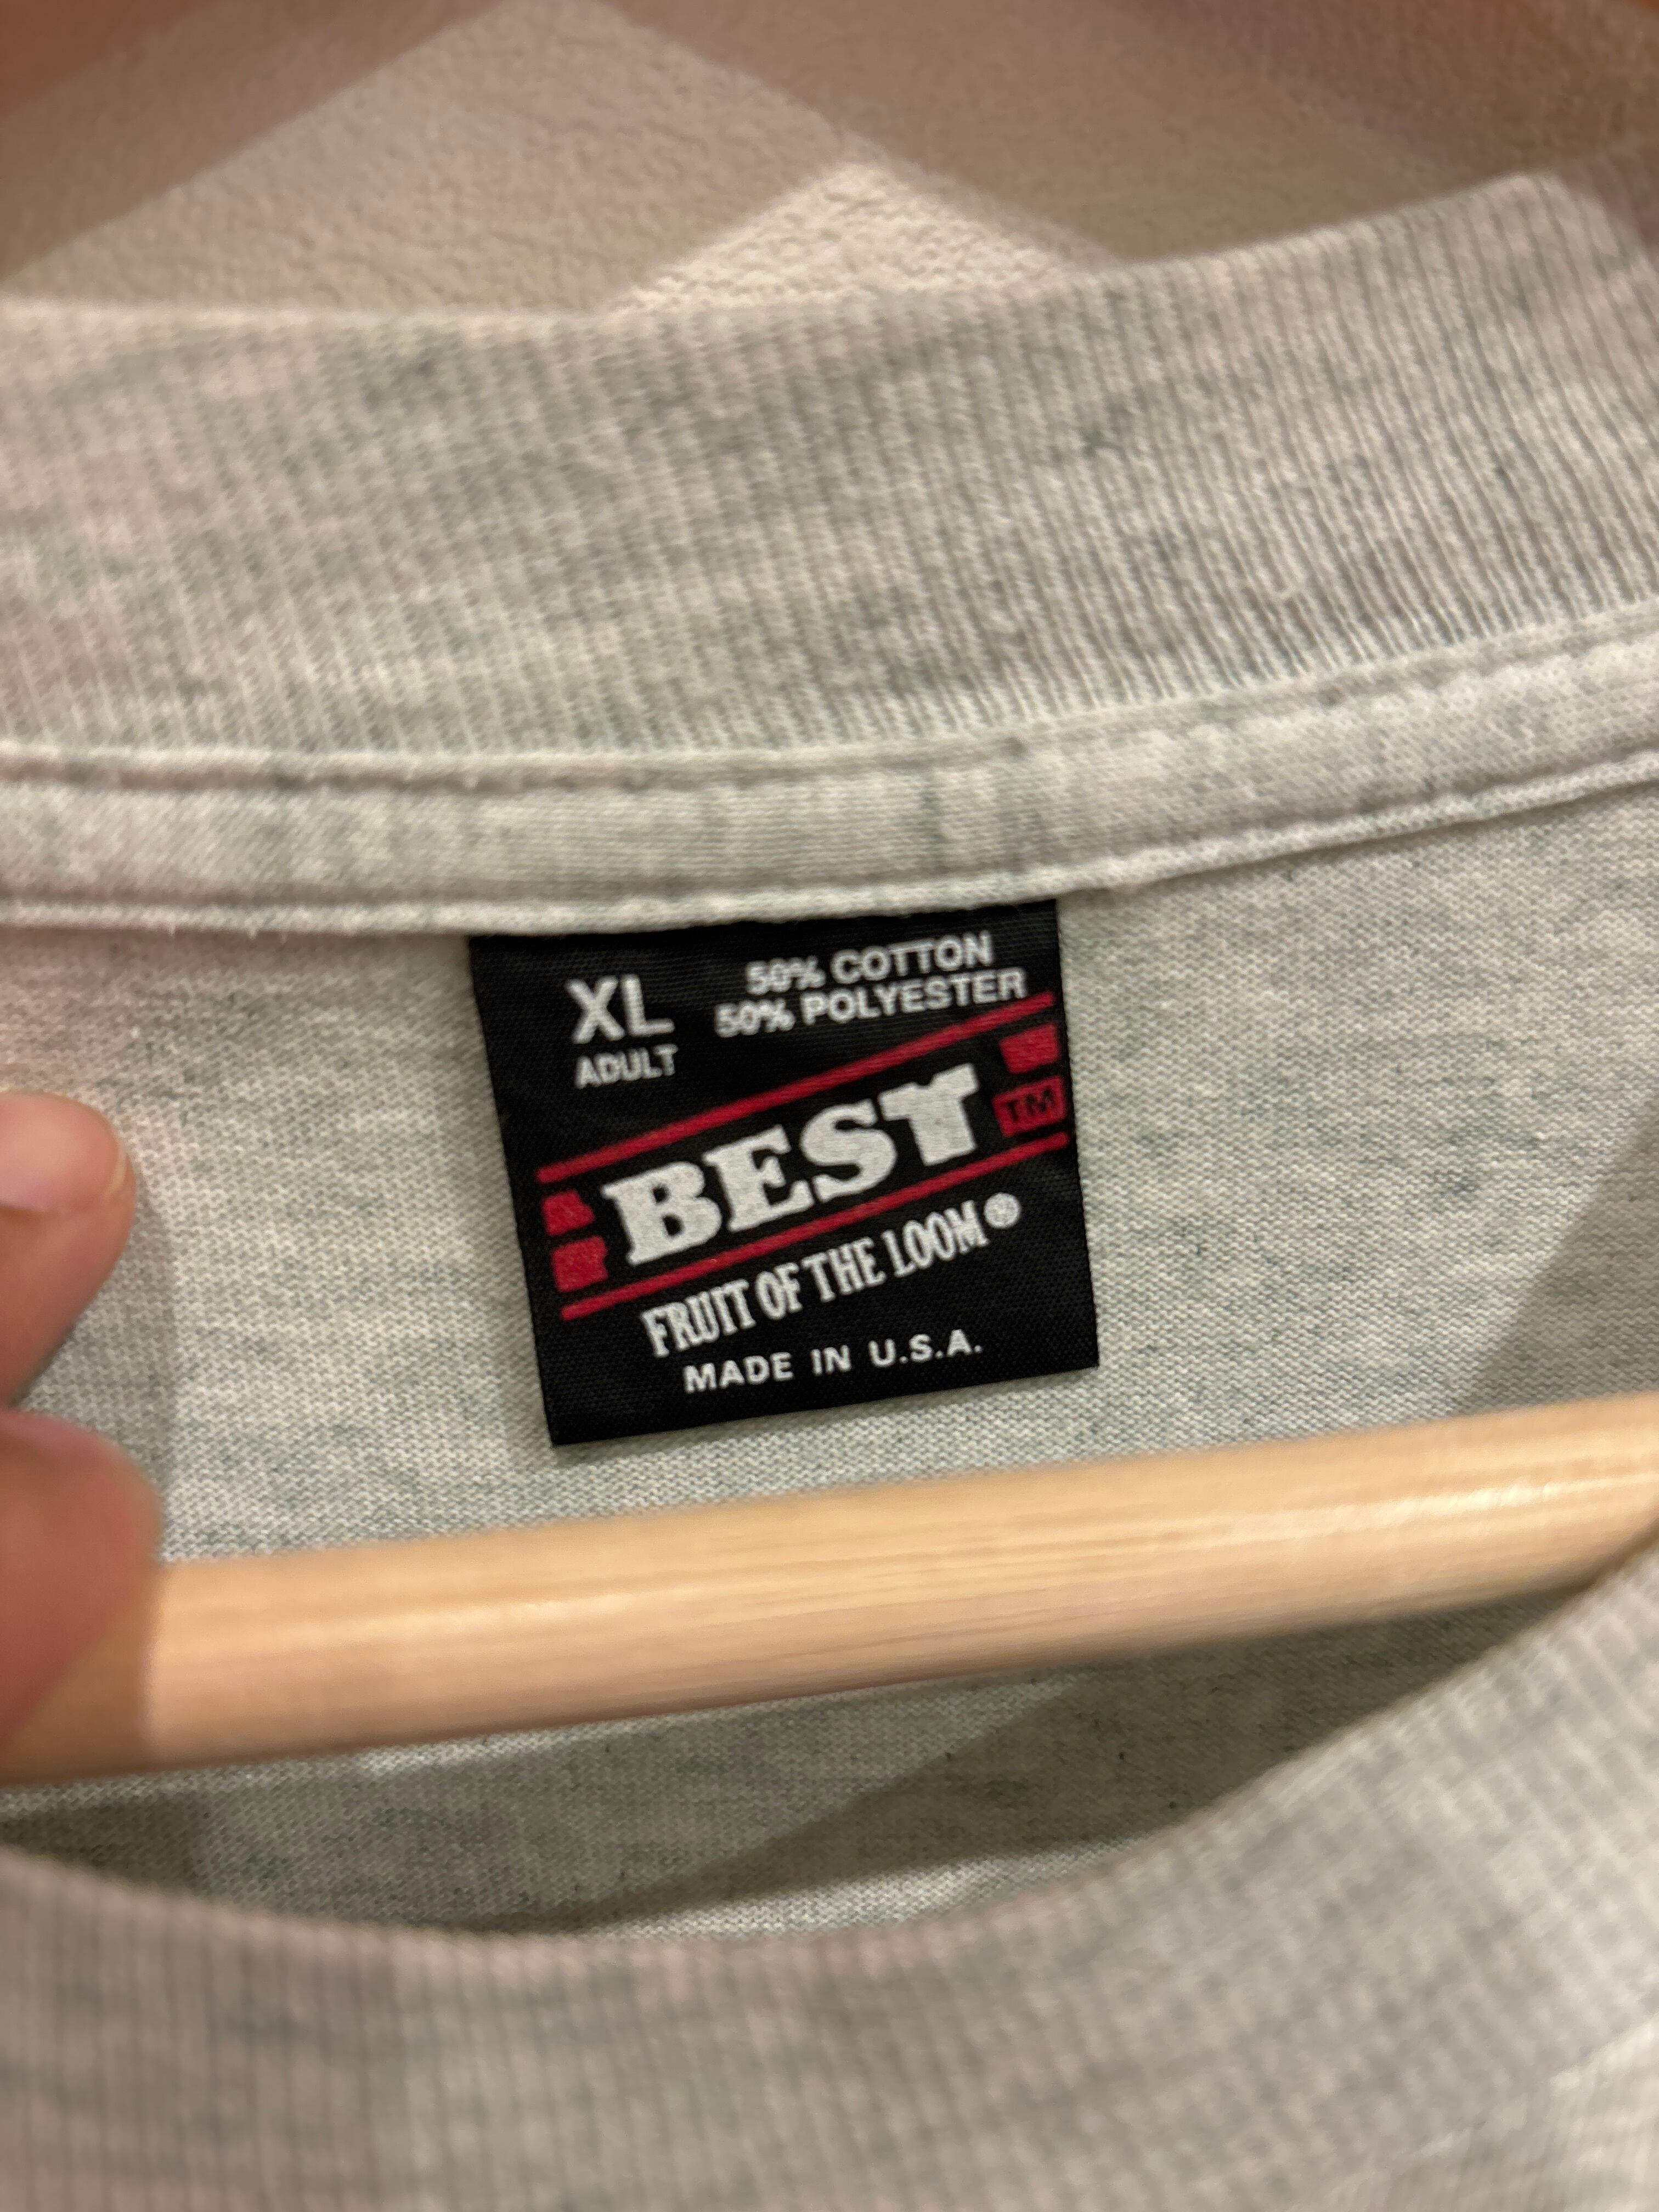 XL
ADULT
50% COTTON
50% POLYESTER
BEST
TM
FRUIT OF THE LOOM
MADE IN U.S.A.